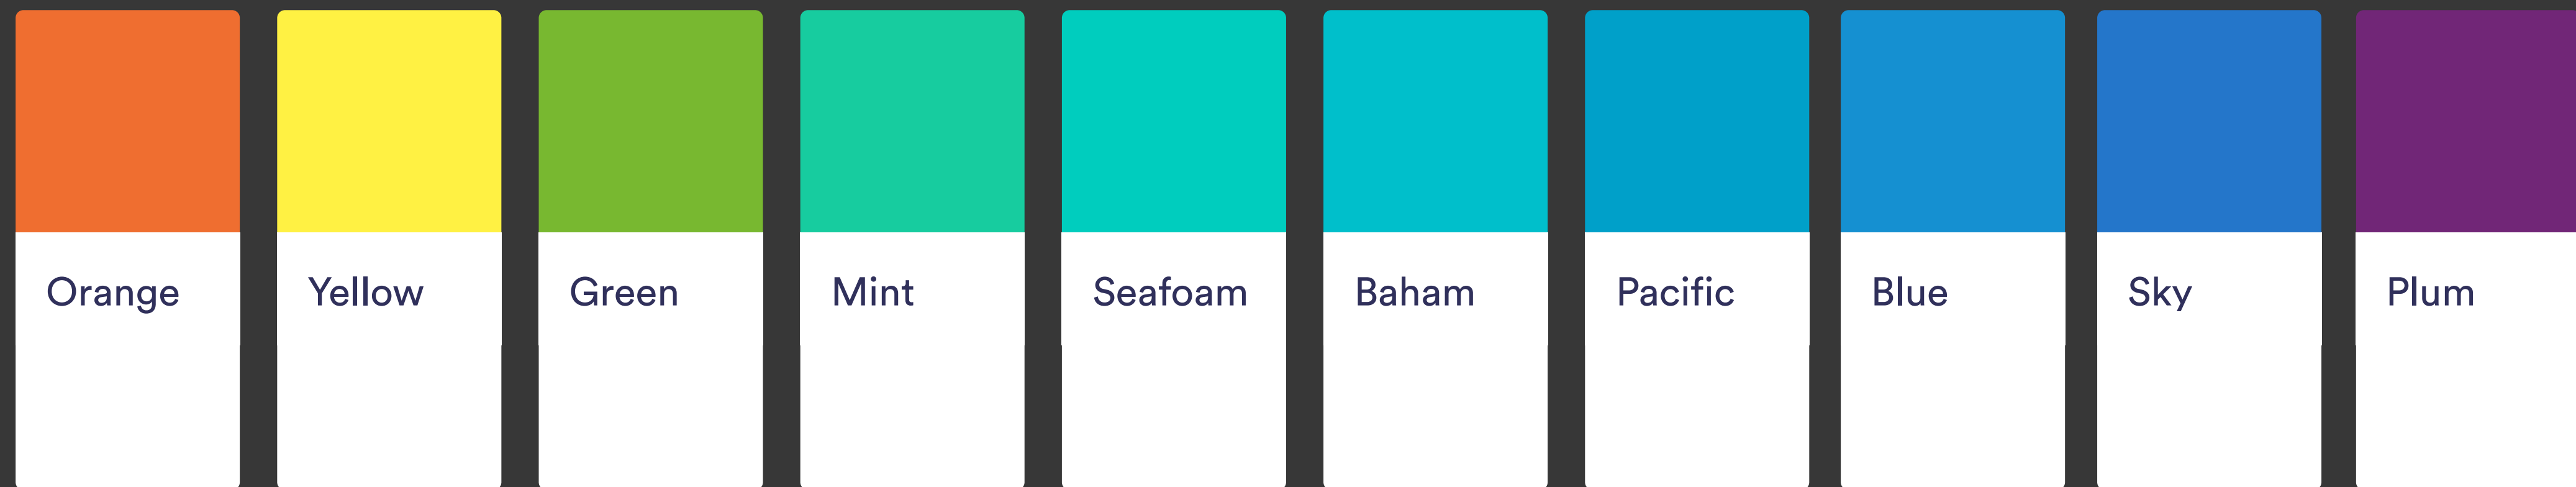 Orange
Yellow
Green
Mint
Seafoam
Baham
Pacific
Blue
Sky
Plum